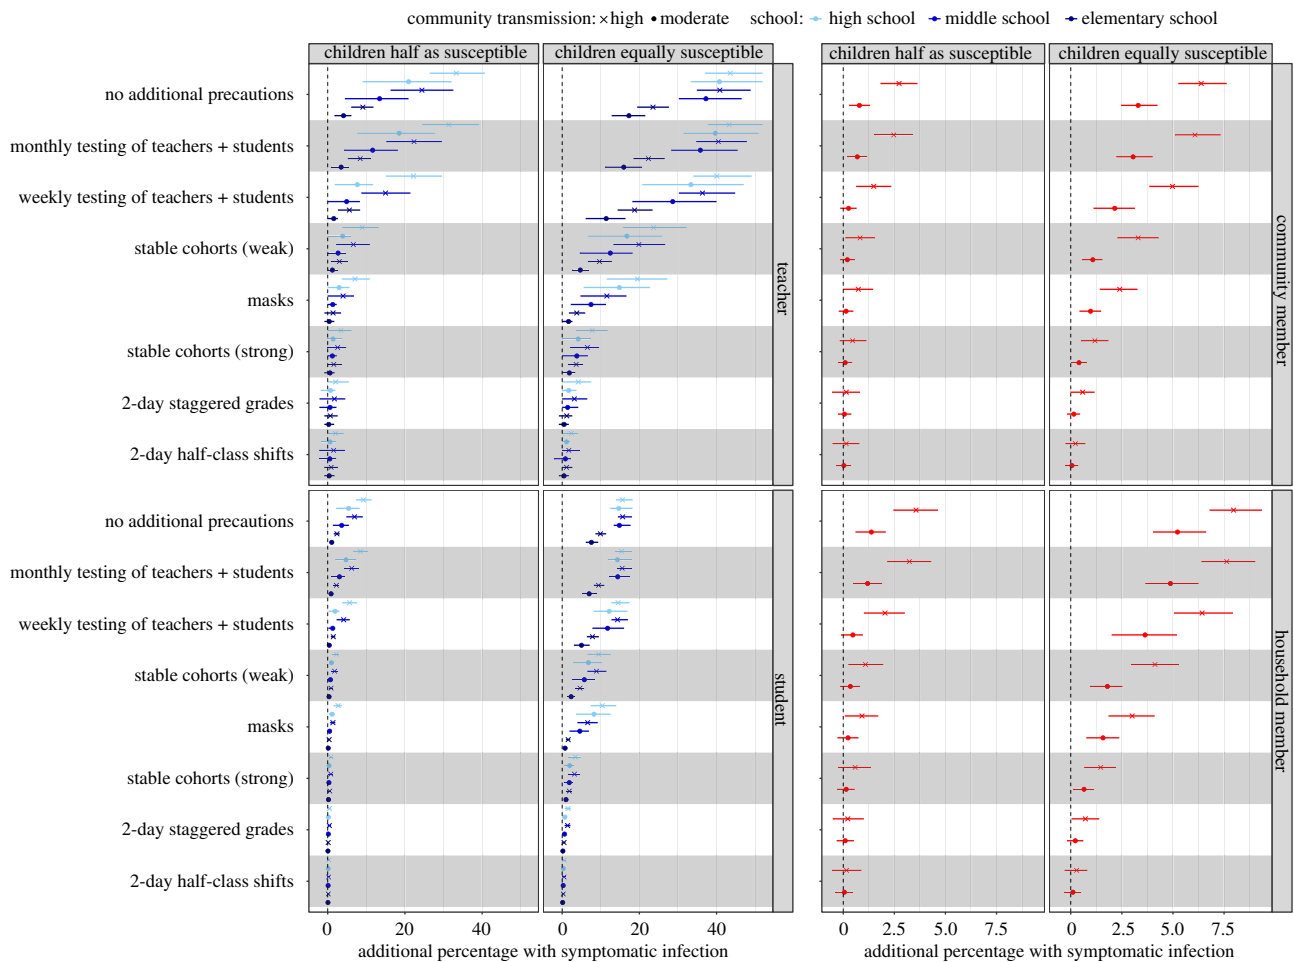 community transmission: × high • moderate school: high school middle school elementary school
children half as susceptible
children equally susceptible
children half as susceptible
children equally susceptible
no additional precautions
monthly testing of teachers + students
weekly testing of teachers + students
stable cohorts (weak)
masks
stable cohorts (strong)
2-day staggered grades
2-day half-class shifts
teacher
community member
no additional precautions
monthly testing of teachers + students
weekly testing of teachers + students
stable cohorts (weak)
masks
stable cohorts (strong)
2-day staggered grades
2-day half-class shifts
student
household member
0 20 40 0 20 40 0 2.5 5.0 7.5 0 2.5 5.0 7.5
additional percentage with symptomatic infection
additional percentage with symptomatic infection